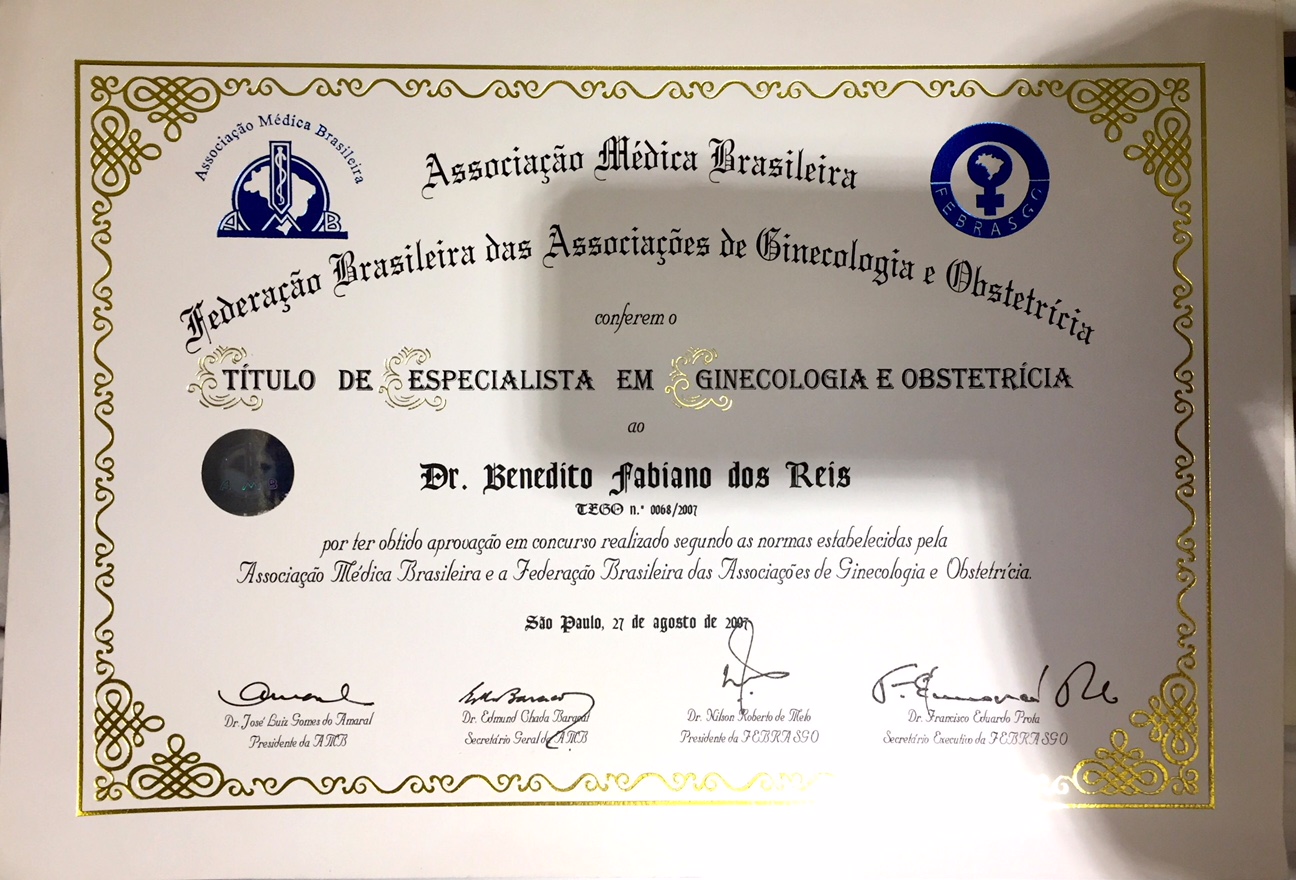 Associação Médica Brasileira
A M B
Associação Médica Brasileira
FEBRASGO
Federação Brasileira das Associações de Ginecologia e Obstetrícia
conferem o
TÍTULO DE ESPECIALISTA EM GINECOLOGIA E OBSTETRÍCIA
ao
Dr. Benedito Fabiano dos Reis
TEGO n.º 0068/2007
por ter obtido aprovação em concurso realizado segundo as normas estabelecidas pela
Associação Médica Brasileira e a Federação Brasileira das Associações de Ginecologia e Obstetrícia.
São Paulo, 27 de agosto de 2007
Dr. José Luiz Gomes do Amaral
Presidente da AMB
Dr. Edmund Chada Baracat
Secretário Geral da AMB
Dr. Nilson Roberto de Melo
Presidente da FEBRASGO
Dr. Francisco Eduardo Prota
Secretário Executivo da FEBRASGO